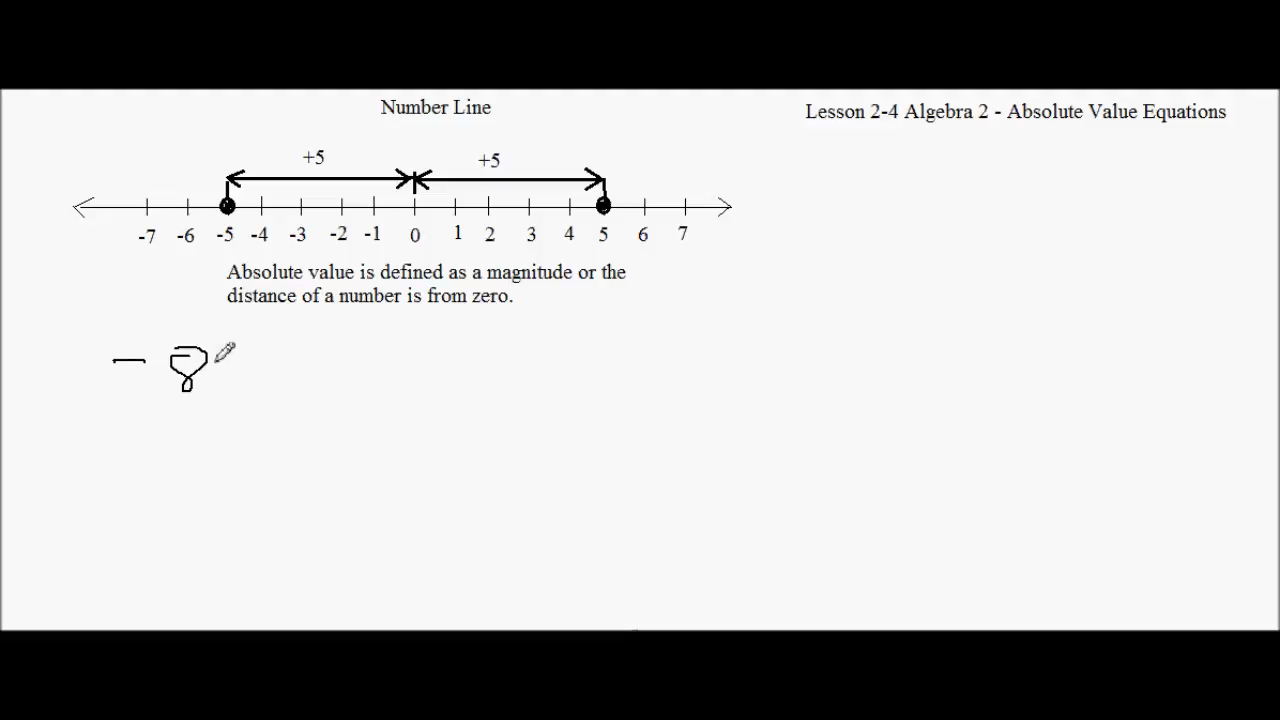 Number Line
Lesson 2-4 Algebra 2 - Absolute Value Equations
+5 +5
-7 -6 -5 -4 -3 -2 -1 0 1 2 3 4 5 6 7
Absolute value is defined as a magnitude or the
distance of a number is from zero.
— 8